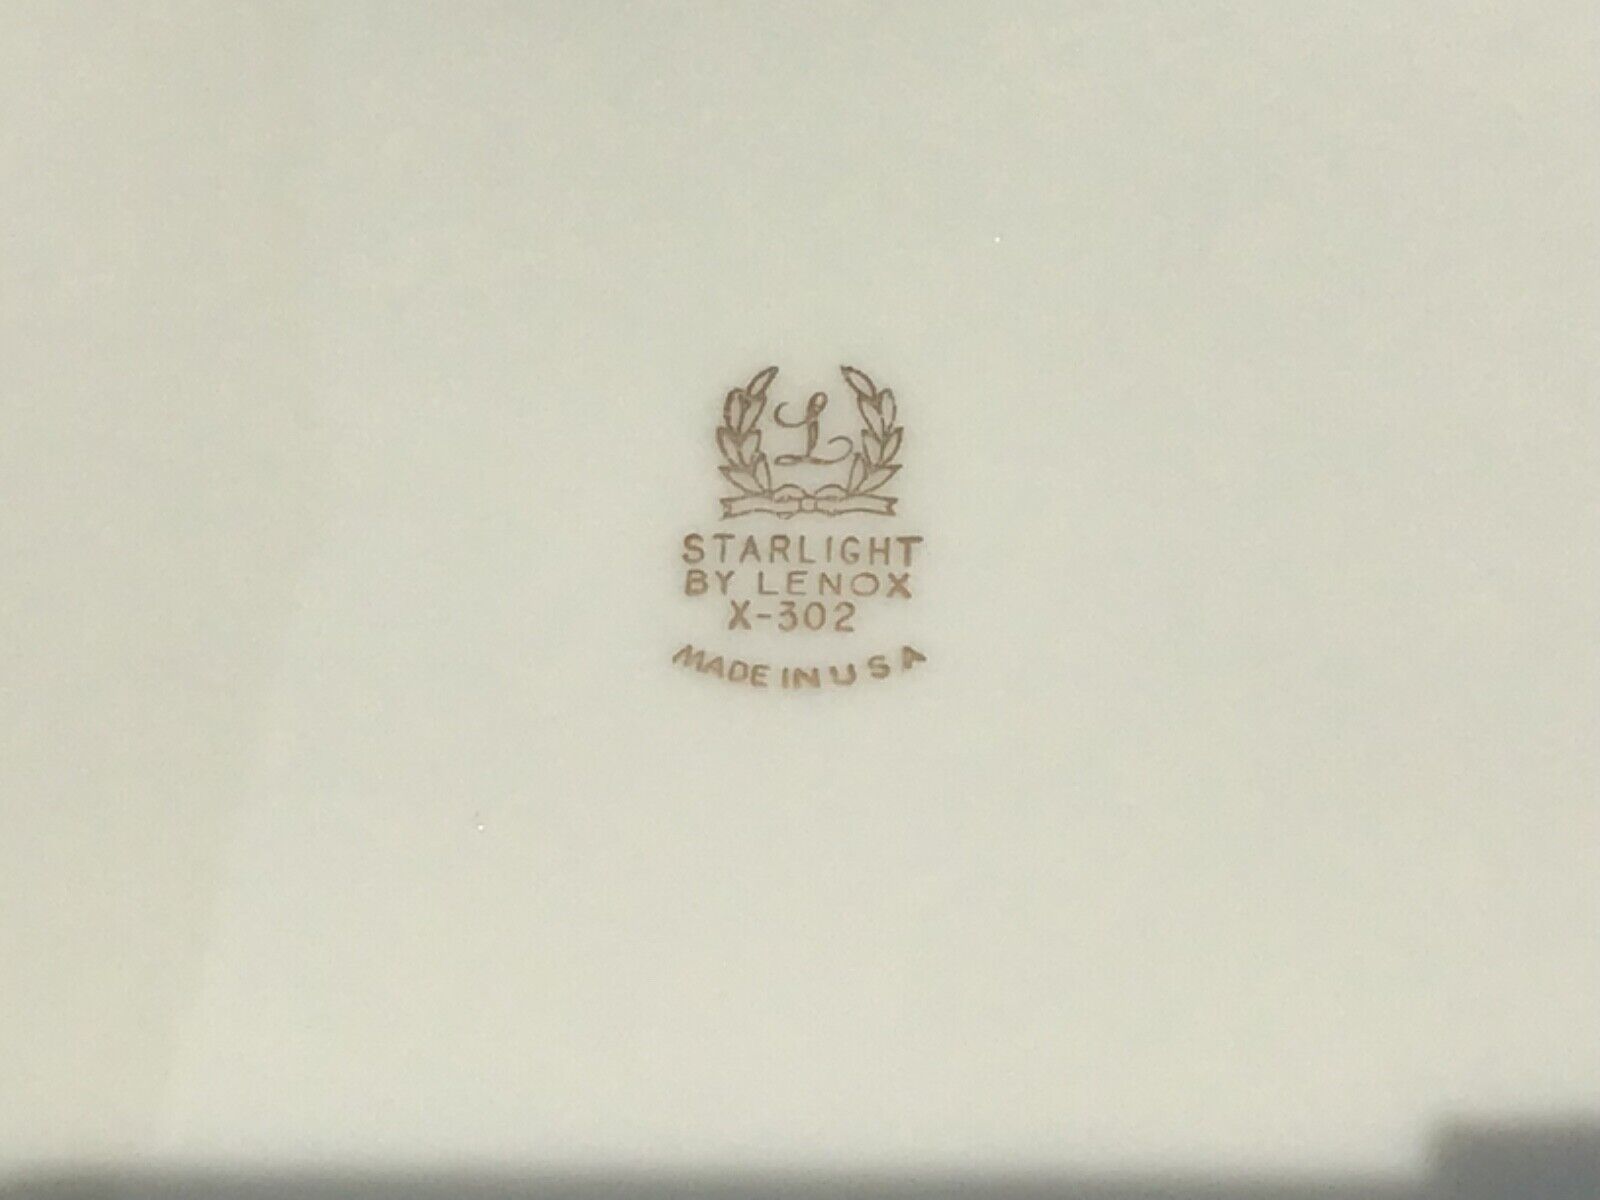 L
STARLIGHT
BY LENOX
X-302
MADE IN USA